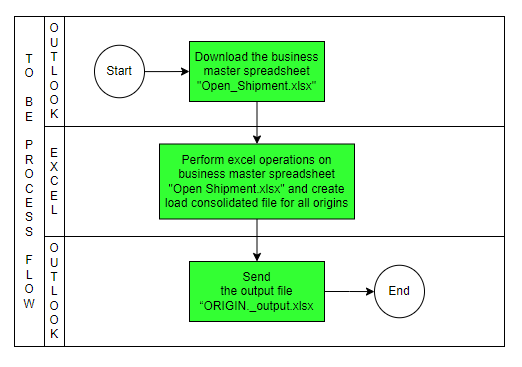 TO BE PROCESS FLOW
OUTLOOK
Start
Download the business
master spreadsheet
"Open_Shipment.xlsx"
EXCEL
Perform excel operations on
business master spreadsheet
"Open Shipment.xlsx" and create
load consolidated file for all origins
OUTLOOK
Send
the output file
“ORIGIN._output.xlsx
End